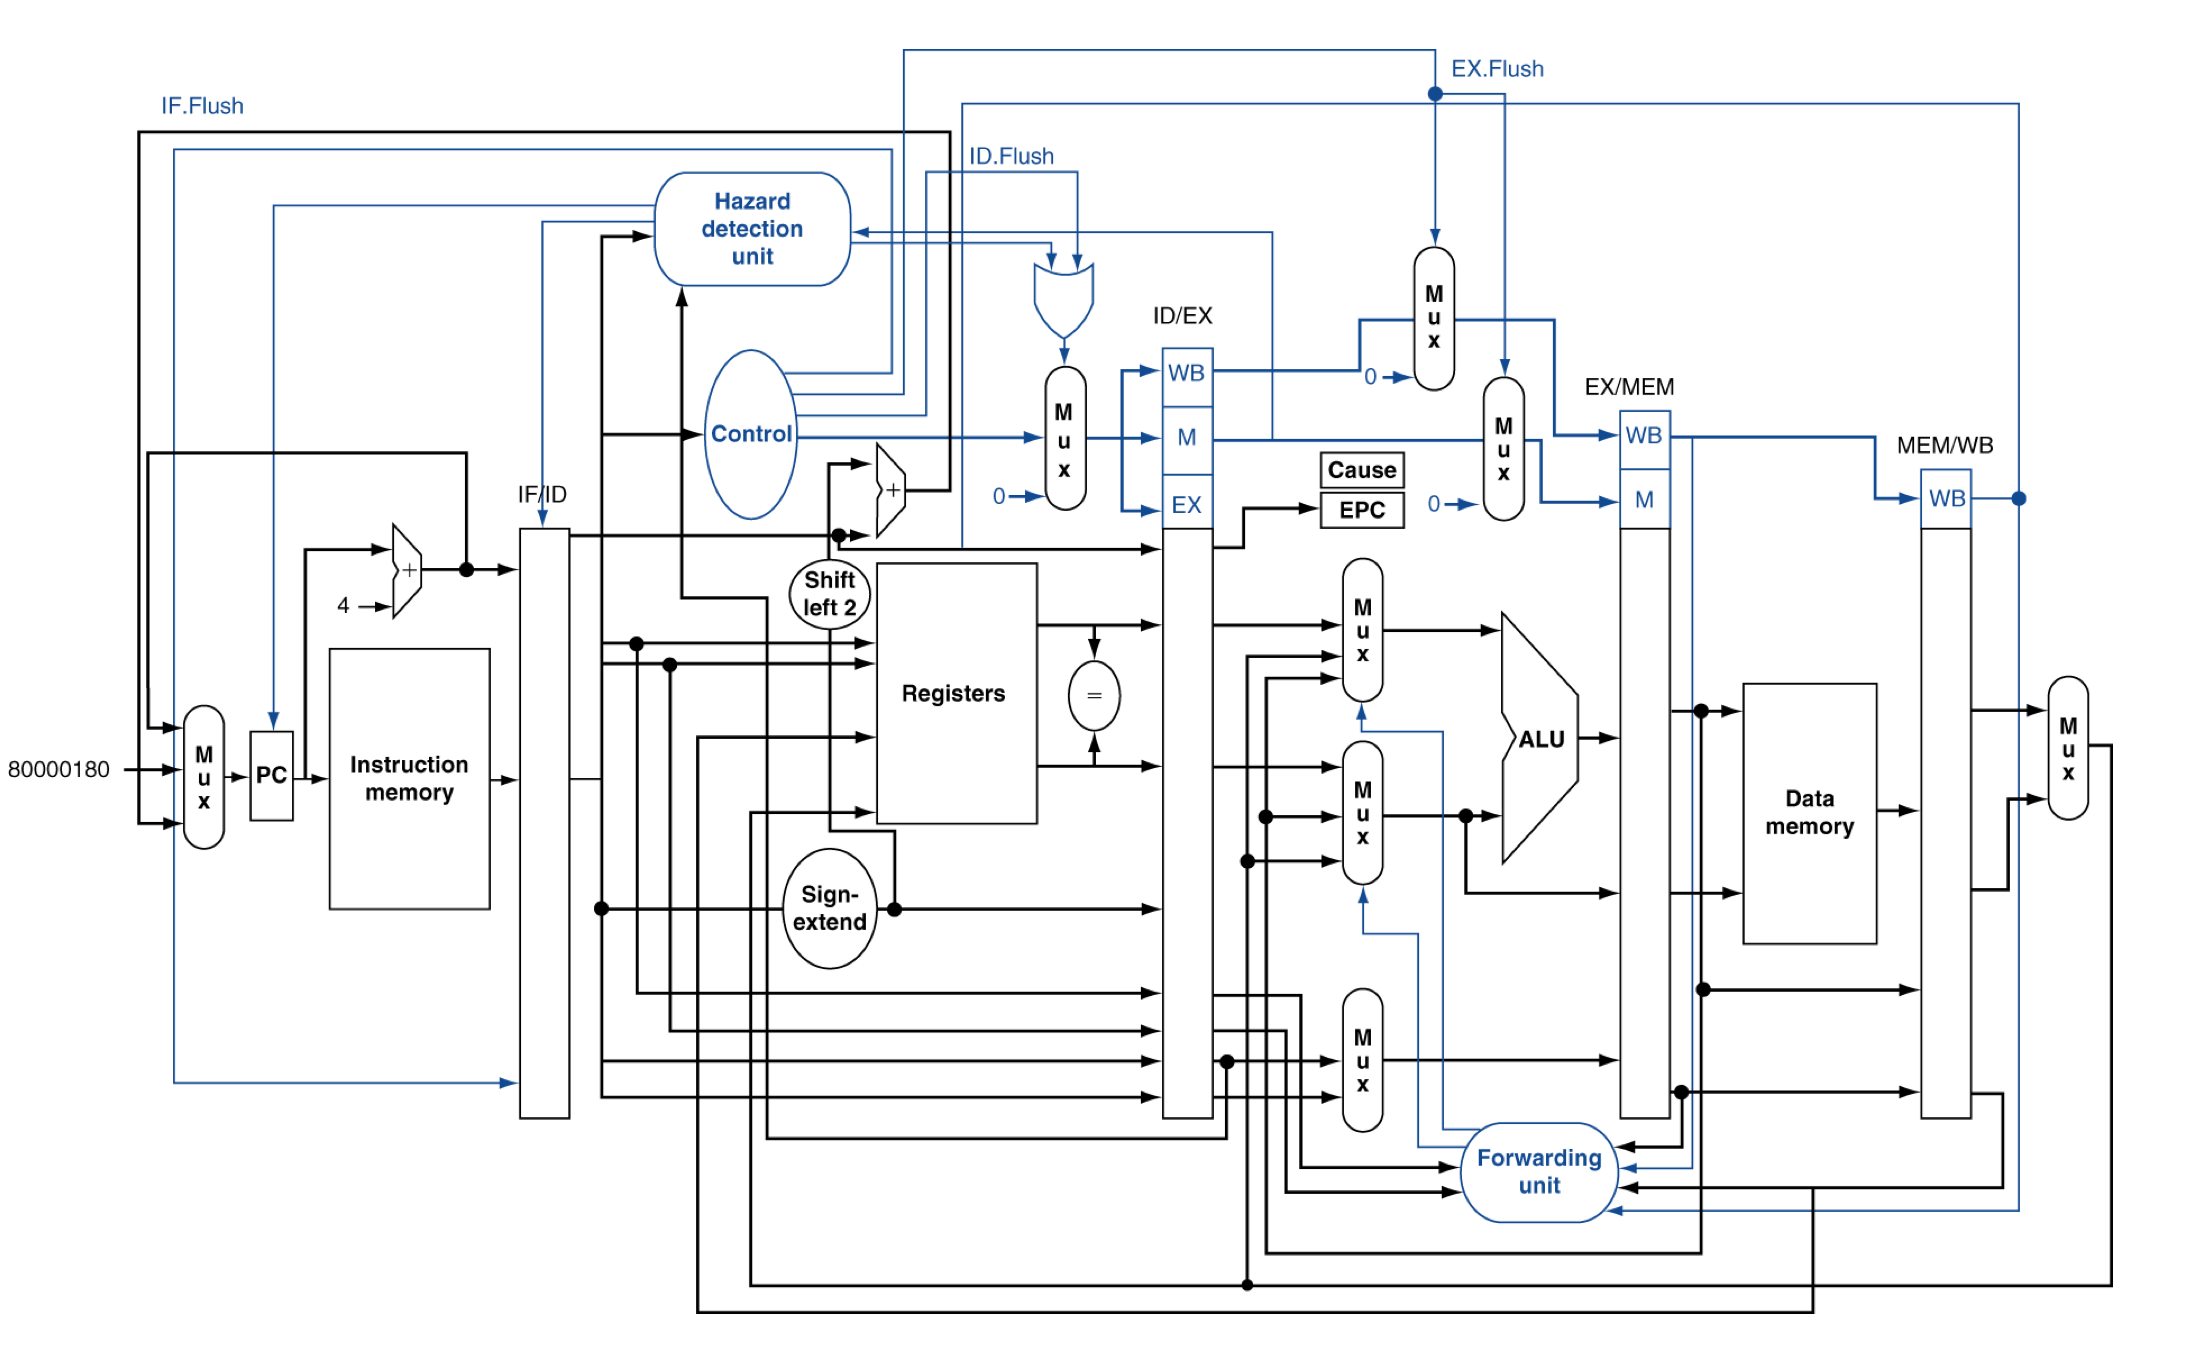 EX.Flush
IF.Flush
ID.Flush
Hazard
detection
unit
ID/EX
M
u
x
0
WB
EX/MEM
M
u
x
M
u
x
Control
M
WB
MEM/WB
Cause
0
EX
EPC
0
M
WB
IF/ID
+
+
4
Shift
left 2
M
u
x
Registers
=
M
u
x
80000180
M
u
x
PC
Instruction
memory
ALU
M
u
x
Data
memory
Sign-
extend
M
u
x
Forwarding
unit